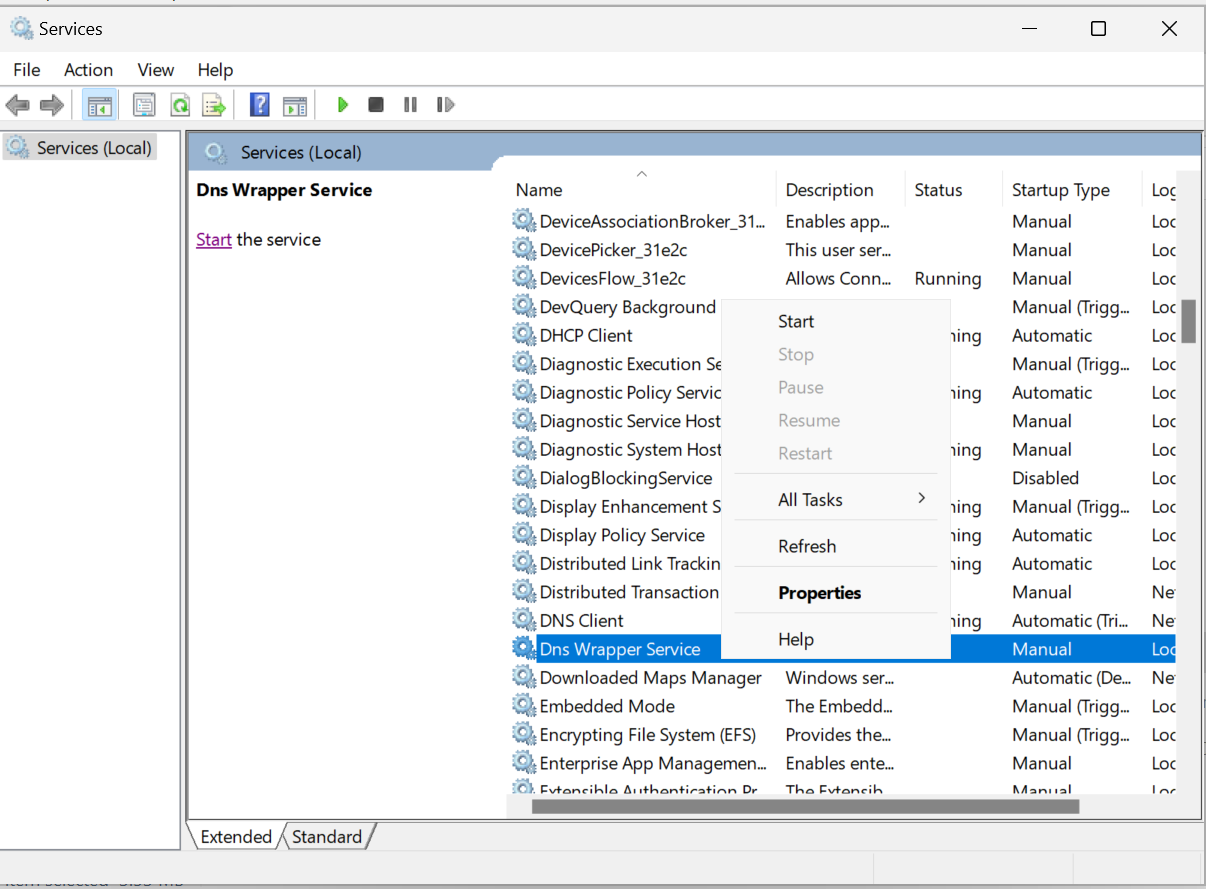 Services
File Action View Help
Services (Local)
Services (Local)
Dns Wrapper Service
Start the service
Name Description Status Startup Type Log
DeviceAssociationBroker_31... Enables app... Manual Loc
DevicePicker_31e2c This user ser... Manual Loc
DevicesFlow_31e2c Allows Conn... Running Manual Loc
DevQuery Background Manual (Trigg... Loc
DHCP Client ning Automatic Loc
Diagnostic Execution Se Manual (Trigg... Loc
Diagnostic Policy Servic ning Automatic Loc
Diagnostic Service Host Manual Loc
Diagnostic System Host ning Manual Loc
DialogBlockingService Disabled Loc
Display Enhancement S ning Manual (Trigg... Loc
Display Policy Service ning Automatic Loc
Distributed Link Trackin ning Automatic Loc
Distributed Transaction Manual Ne
DNS Client ning Automatic (Tri... Ne
Dns Wrapper Service Manual Loc
Downloaded Maps Manager Windows ser... Automatic (De... Ne
Embedded Mode The Embedd... Manual (Trigg... Loc
Encrypting File System (EFS) Provides the... Manual (Trigg... Loc
Enterprise App Managemen... Enables ente... Manual Loc
Extensible Authentication Pr The Extensib Manual Loc
Start
Stop
Pause
Resume
Restart
All Tasks
Refresh
Properties
Help
Extended Standard